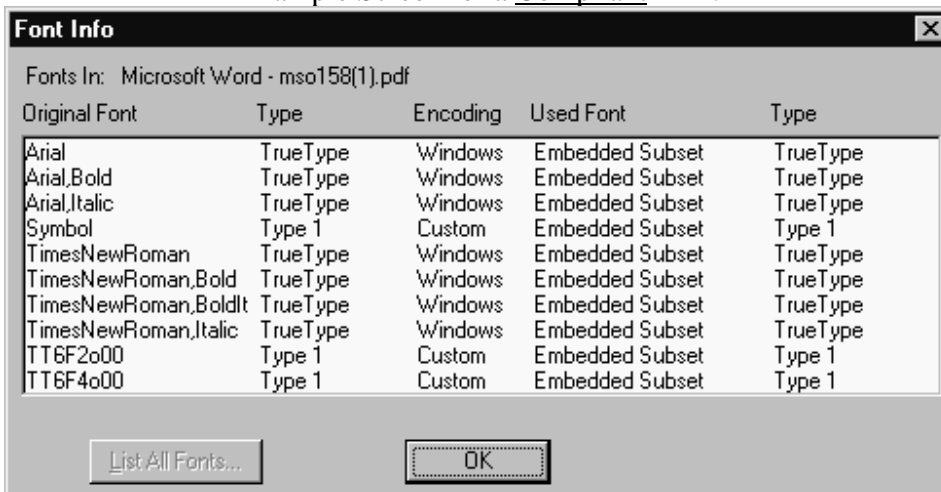 Font Info
Fonts In: Microsoft Word - mso158(1).pdf
Original Font Type Encoding Used Font Type
Arial TrueType Windows Embedded Subset TrueType
Arial,Bold TrueType Windows Embedded Subset TrueType
Arial,Italic TrueType Windows Embedded Subset TrueType
Symbol Type 1 Custom Embedded Subset Type 1
TimesNewRoman TrueType Windows Embedded Subset TrueType
TimesNewRoman,Bold TrueType Windows Embedded Subset TrueType
TimesNewRoman,BoldIt TrueType Windows Embedded Subset TrueType
TimesNewRoman,Italic TrueType Windows Embedded Subset TrueType
TT6F2o00 Type 1 Custom Embedded Subset Type 1
TT6F4o00 Type 1 Custom Embedded Subset Type 1
List All Fonts... OK